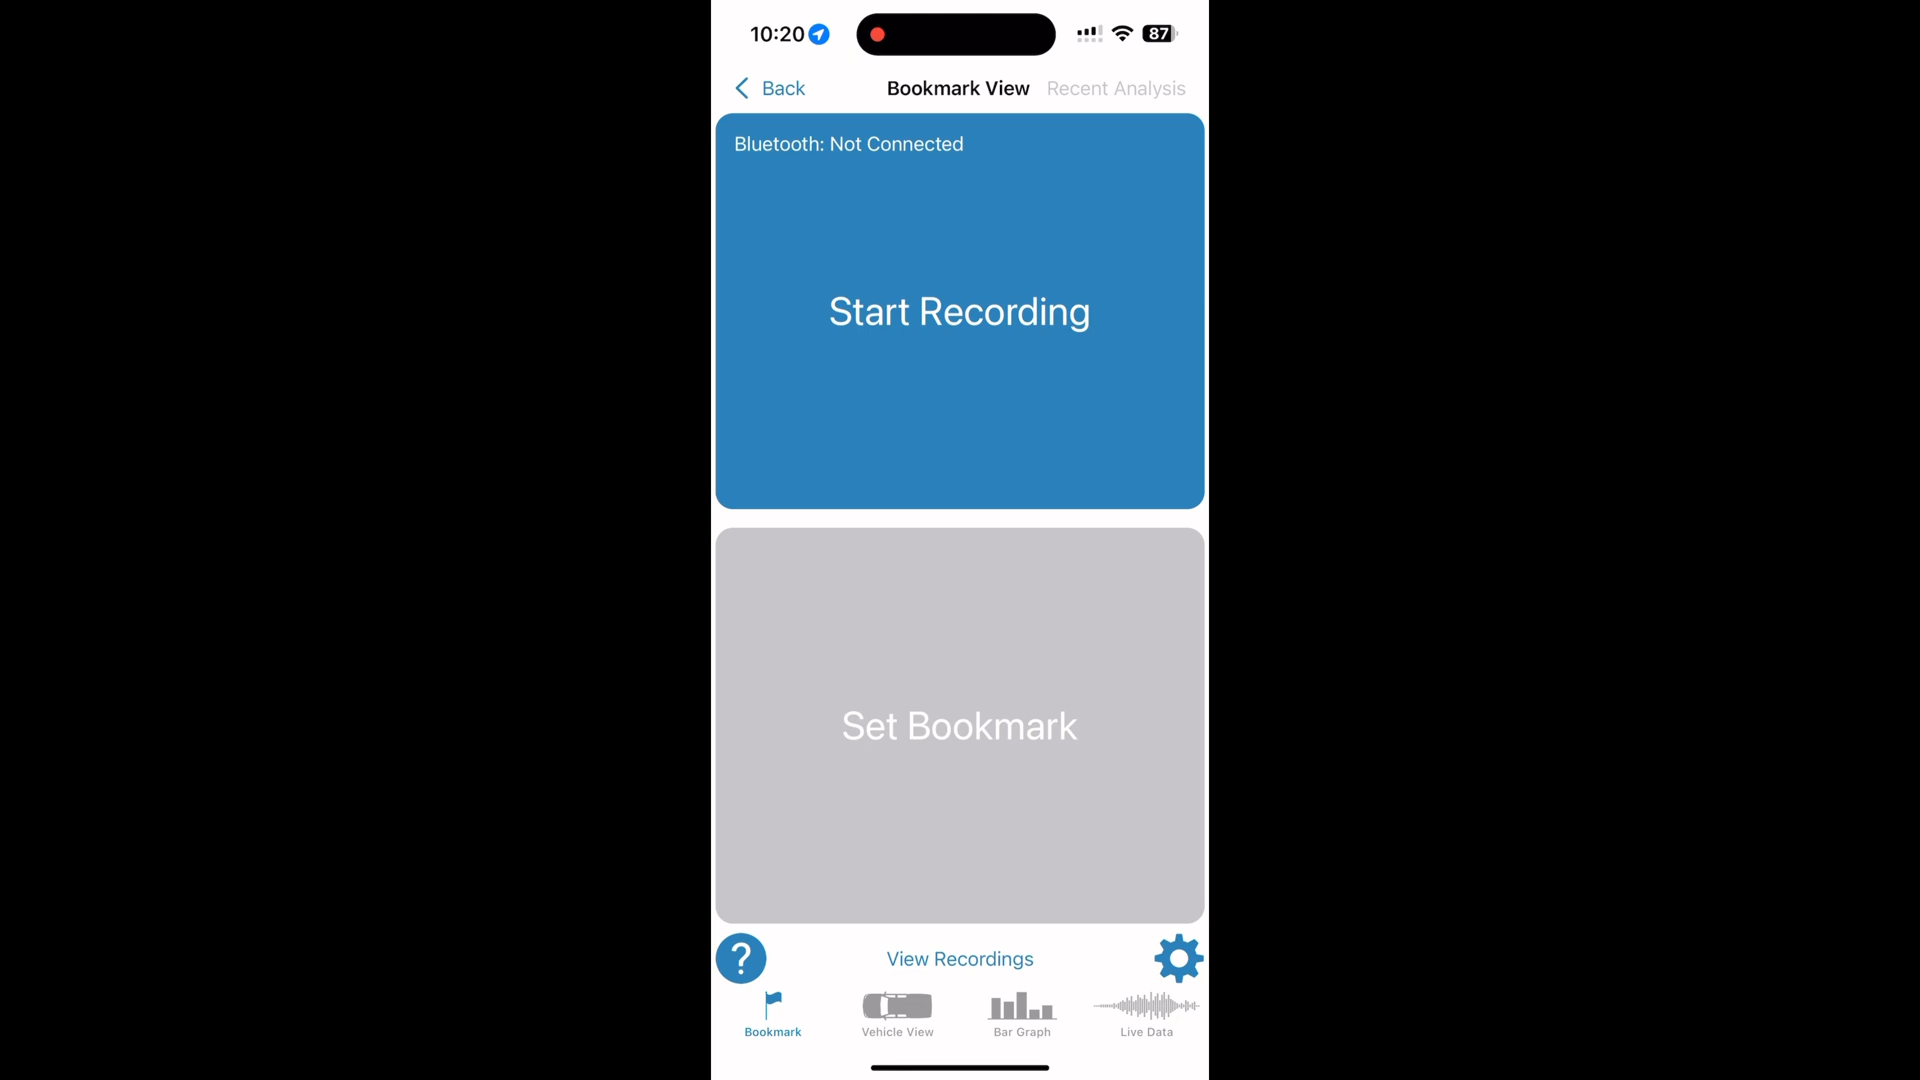 10:20
87
Back
Bookmark View
Recent Analysis
Bluetooth: Not Connected
Start Recording
Set Bookmark
?
View Recordings
Bookmark
Vehicle View
Bar Graph
Live Data